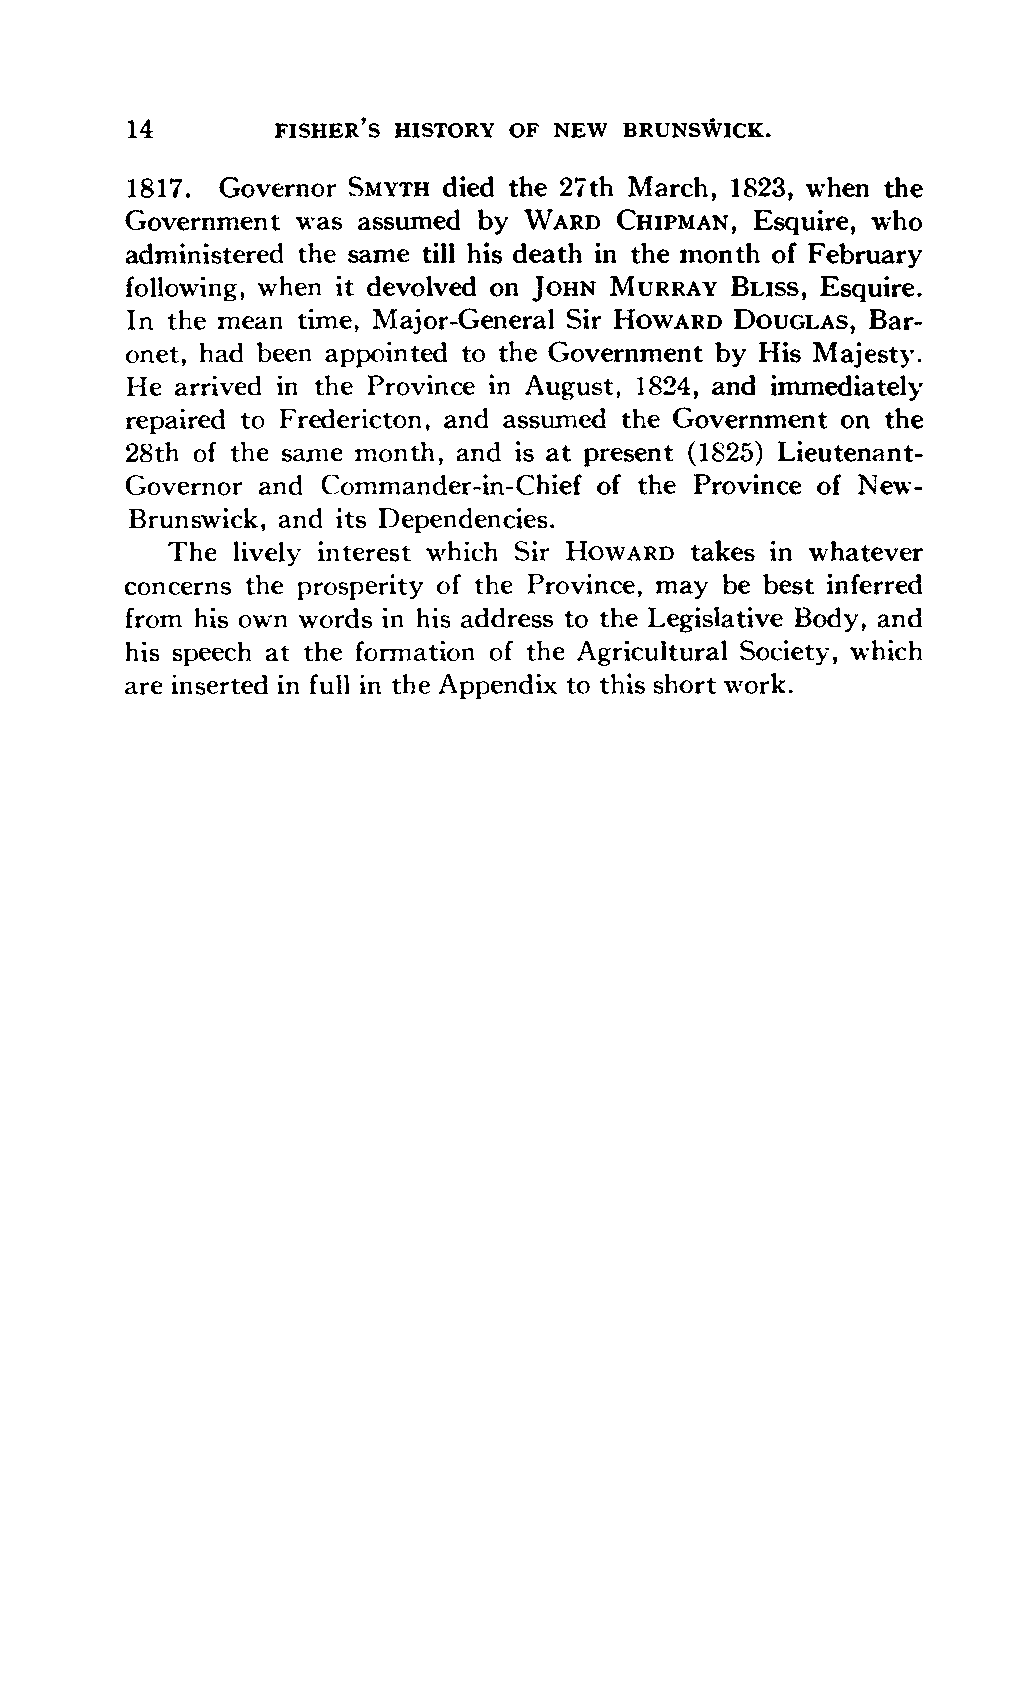 14 FISHER'S HISTORY OF NEW BRUNSWICK.
1817. Governor SMYTH died the 27th March, 1823, when the
Government was assumed by WARD CHIPMAN, Esquire, who
administered the same till his death in the month of February
following, when it devolved on JOHN MURRAY BLISS, Esquire.
In the mean time, Major-General Sir HOWARD DOUGLAS, Bar-
onet, had been appointed to the Government by His Majesty.
He arrived in the Province in August, 1824, and immediately
repaired to Fredericton, and assumed the Government on the
28th of the same month, and is at present (1825) Lieutenant-
Governor and Commander-in-Chief of the Province of New-
Brunswick, and its Dependencies.
The lively interest which Sir HOWARD takes in whatever
concerns the prosperity of the Province, may be best inferred
from his own words in his address to the Legislative Body, and
his speech at the formation of the Agricultural Society, which
are inserted in full in the Appendix to this short work.